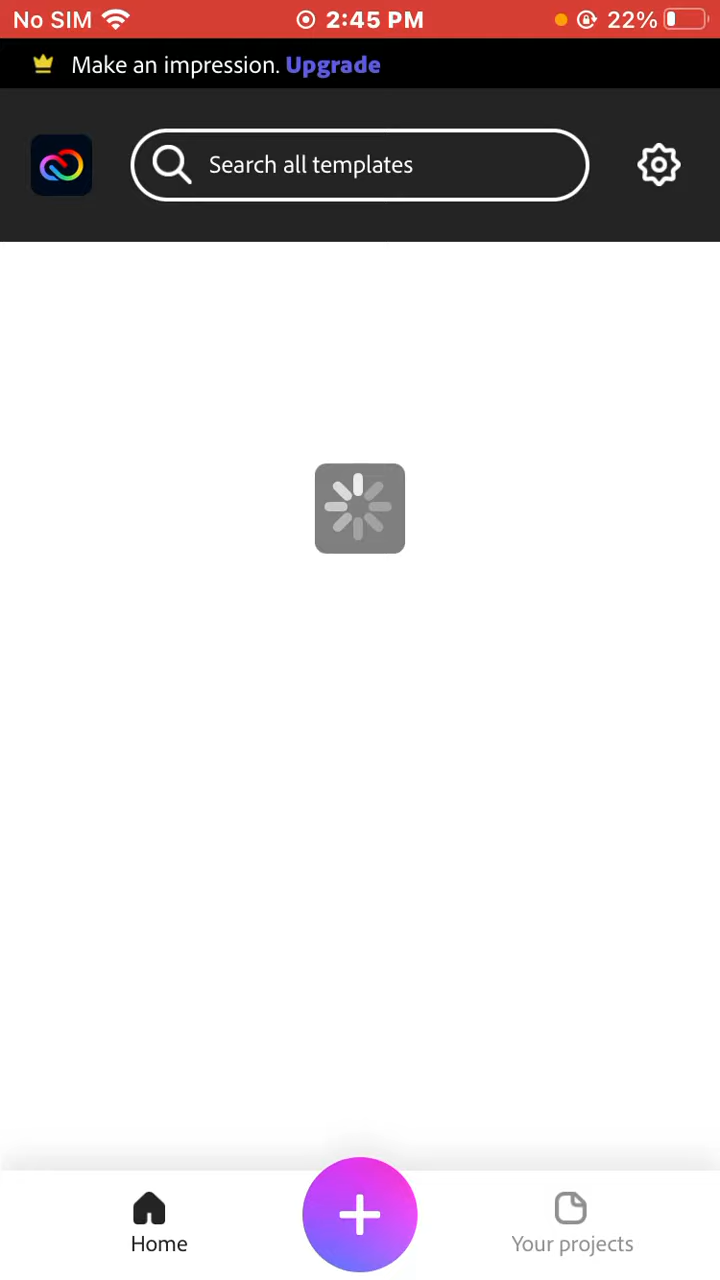 No SIM 2:45 PM 22%
Make an impression. Upgrade
Search all templates
Home
Your projects